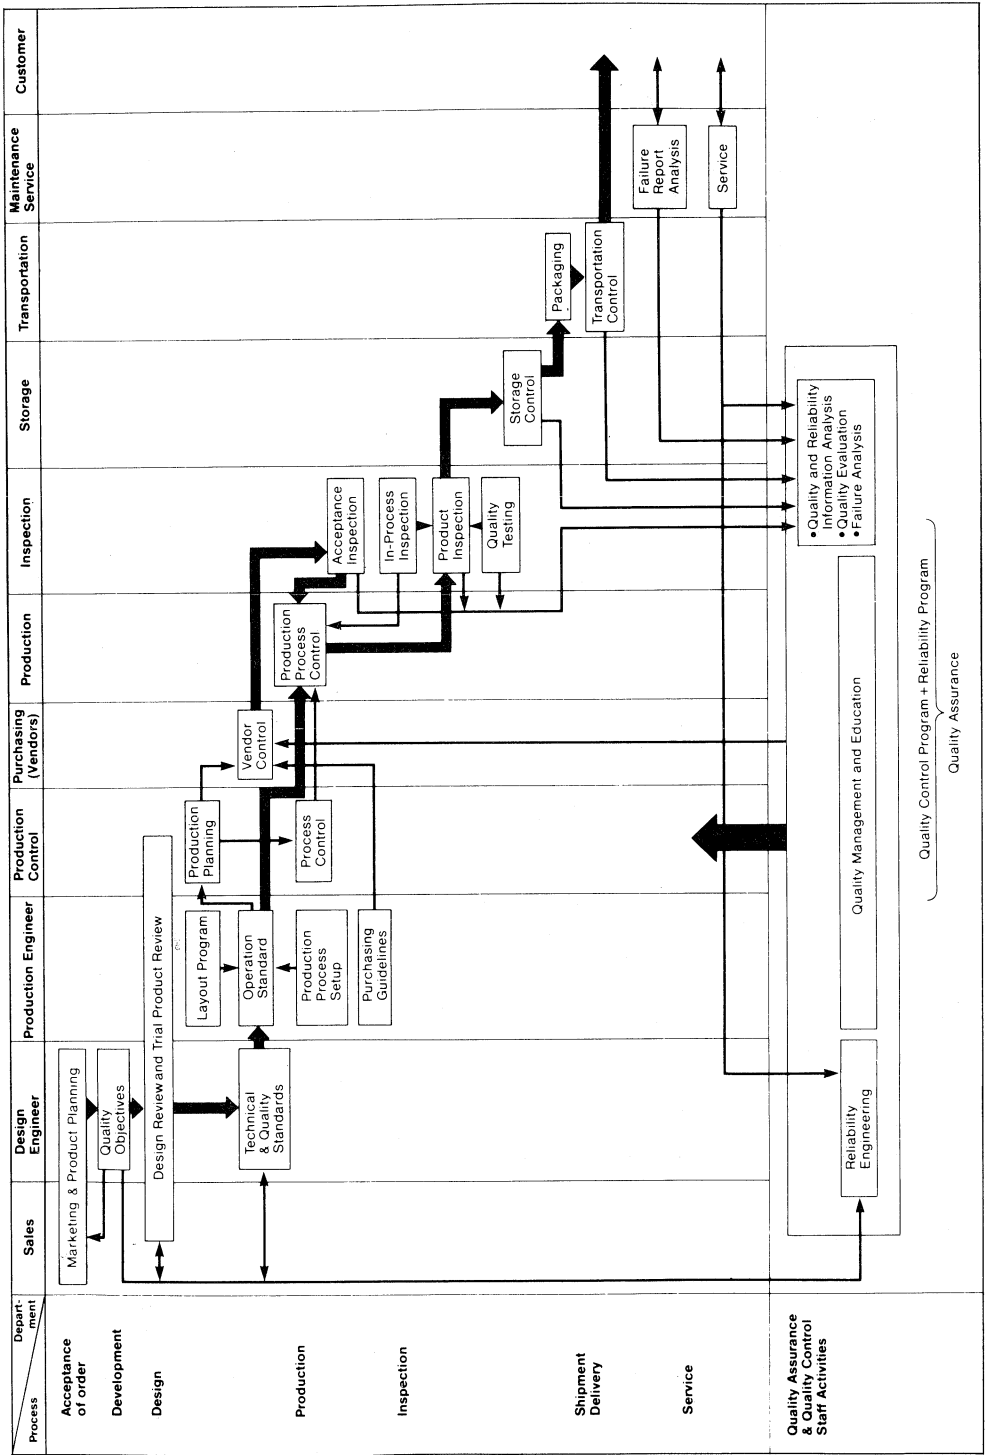 Process
Depart-
ment
Sales
Design
Engineer
Production Engineer
Production
Control
Purchasing
(Vendors)
Production
Inspection
Storage
Transportation
Maintenance
Service
Customer
Acceptance
of order
Marketing & Product Planning
Development
Quality
Objectives
Design
Design Review and Trial Product Review
Layout Program
Production
Planning
Technical
& Quality
Standards
Operation
Standard
Vendor
Control
Production
Production
Process
Setup
Process
Control
Production
Process
Control
Acceptance
Inspection
Purchasing
Guidelines
Inspection
In-Process
Inspection
Product
Inspection
Quality
Testing
Storage
Control
Packaging
Shipment
Delivery
Transportation
Control
Failure
Report
Analysis
Service
Service
Quality Assurance
& Quality Control
Staff Activities
Reliability
Engineering
Quality Management and Education
• Quality and Reliability
Information Analysis
• Quality Evaluation
• Failure Analysis
Quality Control Program + Reliability Program
Quality Assurance